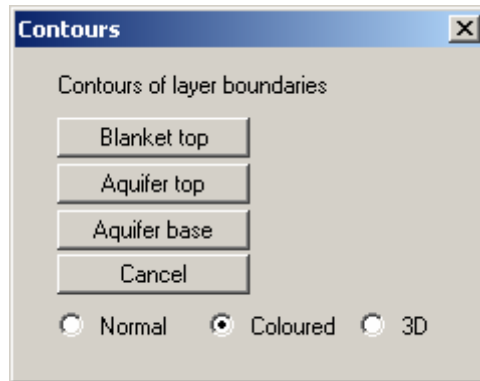 Contours
Contours of layer boundaries
Blanket top
Aquifer top
Aquifer base
Cancel
Normal Coloured 3D